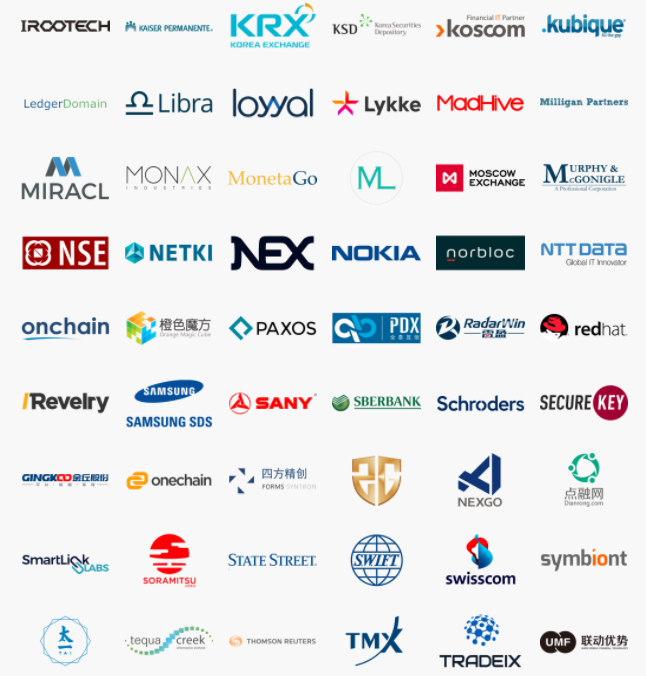 IROOTECH
KAISER PERMANENTE
KRX
KOREA EXCHANGE
KSD
Korea Securities
Depository
Financial IT Partner
koscom
.kubique
LedgerDomain
Libra
loyyal
Lykke
MADHIVE
Milligan Partners
MIRACL
MONAX
INDUSTRIES
MonetaGo
ML
MOSCOW
EXCHANGE
MURPHY &
McGONIGLE
A Professional Corporation
NSE
NETKI
NEX
NOKIA
norbloc
NTT DATA
Global IT Innovator
onchain
橙色魔方
Orange Magic Cube
PAXOS
PDX
RadarWin
雷盈
redhat
Revelry
SAMSUNG
SAMSUNG SDS
SANY
SBERBANK
Schroders
SECURE KEY
GINGKOO 金丘股份
onechain
四方精创
FORMS SYNTRON
NEXGO
点融网
Dianrong.com
SmartLink
LABS
SORAMITSU
STATE STREET
SWIFT
swisscom
symbiont
太一
TAI
tequa creek
THOMSON REUTERS
TMX
TRADEIX
UMF 联动优势